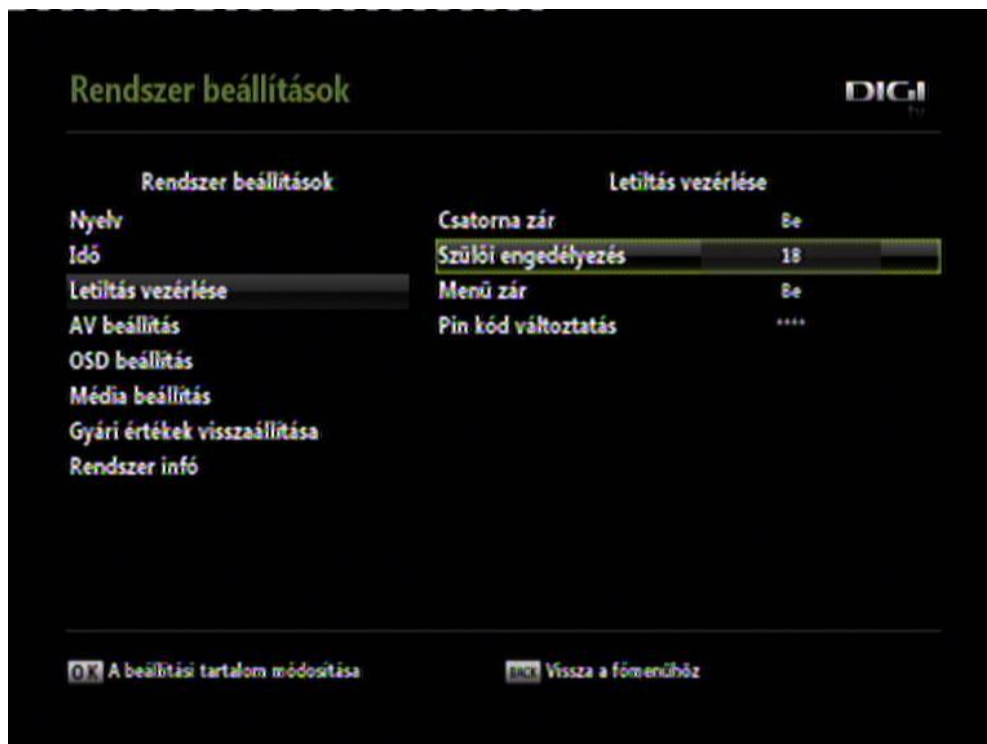 Rendszer beállítások
DIGI
tv
Rendszer beállítások
Nyelv
Idő
Letiltás vezérlése
AV beállítás
OSD beállítás
Média beállítás
Gyári értékek visszaállítása
Rendszer infó
Letiltás vezérlése
Csatorna zár Be
Szülői engedélyezés 18
Menü zár Be
Pin kód változtatás ****
OK A beállítási tartalom módosítása
BACK Vissza a főmenühöz